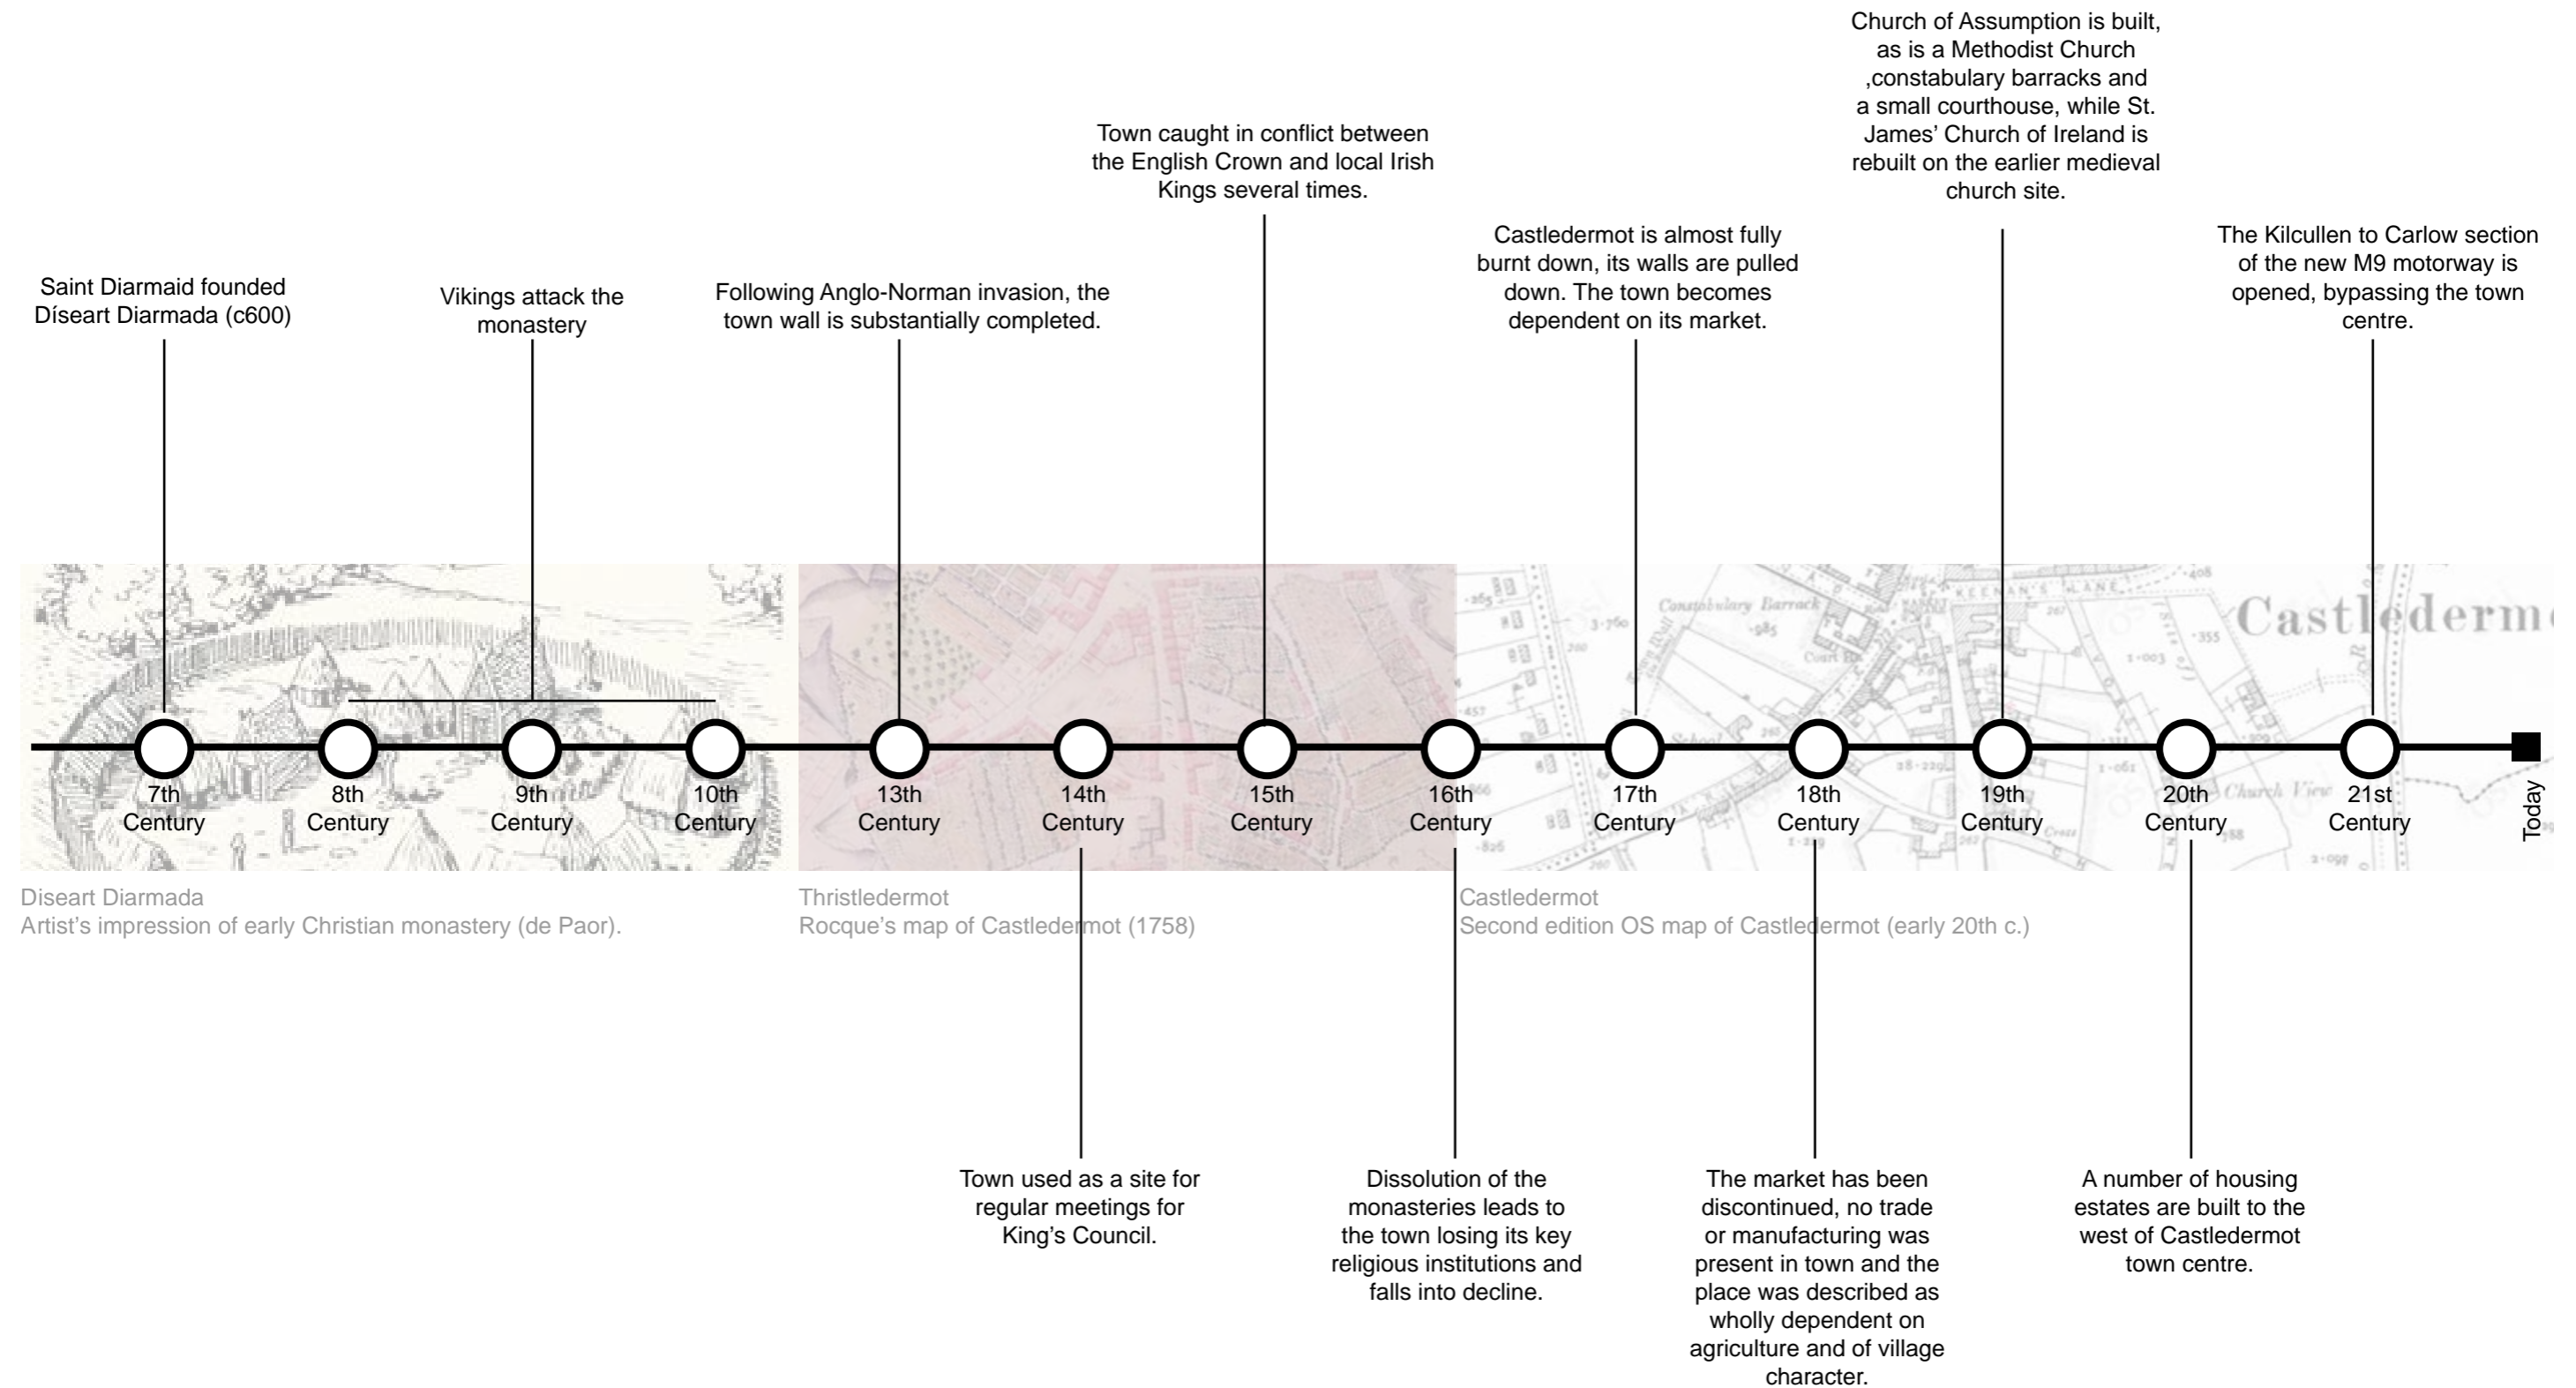 Church of Assumption is built,
as is a Methodist Church
,constabulary barracks and
a small courthouse, while St.
James’ Church of Ireland is
rebuilt on the earlier medieval
church site.
Town caught in conflict between
the English Crown and local Irish
Kings several times.
Castledermot is almost fully
burnt down, its walls are pulled
down. The town becomes
dependent on its market.
The Kilcullen to Carlow section
of the new M9 motorway is
opened, bypassing the town
centre.
Saint Diarmaid founded
Díseart Diarmada (c600)
Vikings attack the
monastery
Following Anglo-Norman invasion, the
town wall is substantially completed.
Constabulary Barrack
KEENAN'S LANE
Castlederm
School
Church View
Cross
7th
Century
8th
Century
9th
Century
10th
Century
13th
Century
14th
Century
15th
Century
16th
Century
17th
Century
18th
Century
19th
Century
20th
Century
21st
Century
Today
Diseart Diarmada
Artist’s impression of early Christian monastery (de Paor).
Thristledermot
Rocque’s map of Castledermot (1758)
Castledermot
Second edition OS map of Castledermot (early 20th c.)
Town used as a site for
regular meetings for
King’s Council.
Dissolution of the
monasteries leads to
the town losing its key
religious institutions and
falls into decline.
The market has been
discontinued, no trade
or manufacturing was
present in town and the
place was described as
wholly dependent on
agriculture and of village
character.
A number of housing
estates are built to the
west of Castledermot
town centre.